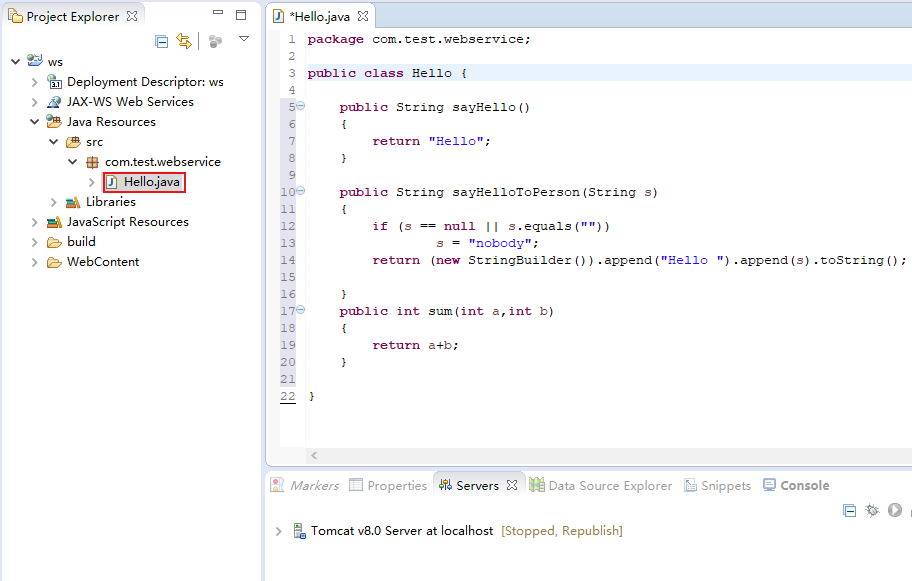 Project Explorer
ws
Deployment Descriptor: ws
JAX-WS Web Services
Java Resources
src
com.test.webservice
Hello.java
Libraries
JavaScript Resources
build
WebContent
*Hello.java
1 package com.test.webservice;
2
3 public class Hello {
4
5 public String sayHello()
6 {
7 return "Hello";
8 }
9
10 public String sayHelloToPerson(String s)
11 {
12 if (s == null || s.equals(""))
13 s = "nobody";
14 return (new StringBuilder()).append("Hello ").append(s).toString();
15
16 }
17 public int sum(int a,int b)
18 {
19 return a+b;
20 }
21
22 }
Markers Properties Servers Data Source Explorer Snippets Console
Tomcat v8.0 Server at localhost [Stopped, Republish]